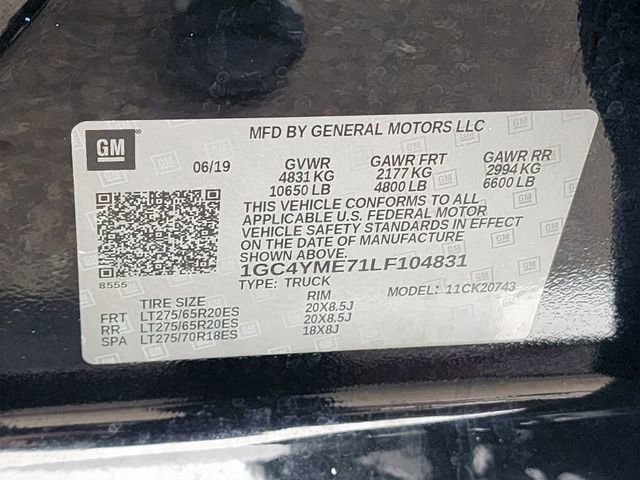 MFD BY GENERAL MOTORS LLC
GM
06/19 GVWR GAWR FRT GAWR RR
4831 KG 2177 KG 2994 KG
10650 LB 4800 LB 6600 LB
THIS VEHICLE CONFORMS TO ALL
APPLICABLE U.S. FEDERAL MOTOR
VEHICLE SAFETY STANDARDS IN EFFECT
ON THE DATE OF MANUFACTURE
SHOWN ABOVE.
1GC4YME71LF104831
8555
TYPE: TRUCK MODEL: 11CK20743
TIRE SIZE RIM
FRT LT275/65R20ES 20X8.5J
RR LT275/65R20ES 20X8.5J
SPA LT275/70R18ES 18X8J